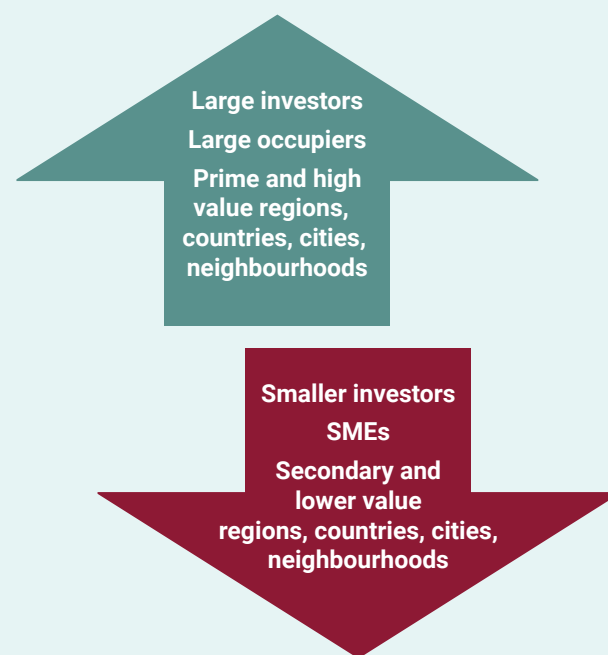 Large investors
Large occupiers
Prime and high
value regions,
countries, cities,
neighbourhoods
Smaller investors
SMEs
Secondary and
lower value
regions, countries, cities,
neighbourhoods